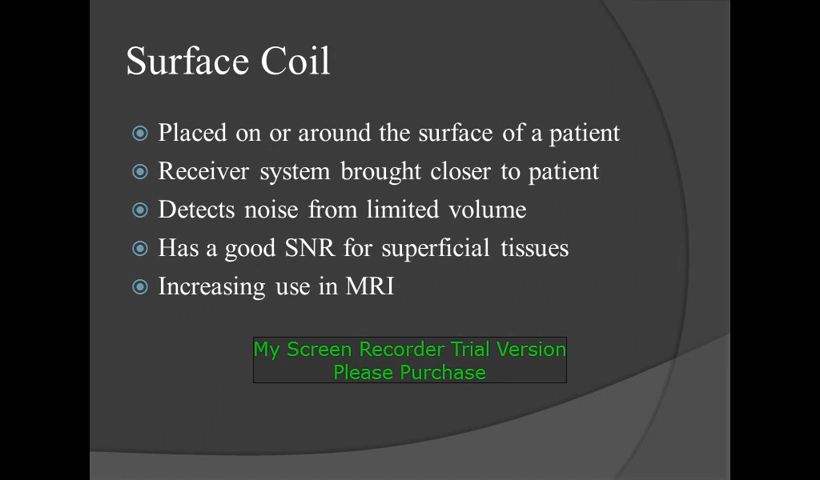 Surface Coil
Placed on or around the surface of a patient
Receiver system brought closer to patient
Detects noise from limited volume
Has a good SNR for superficial tissues
Increasing use in MRI
My Screen Recorder Trial Version
Please Purchase